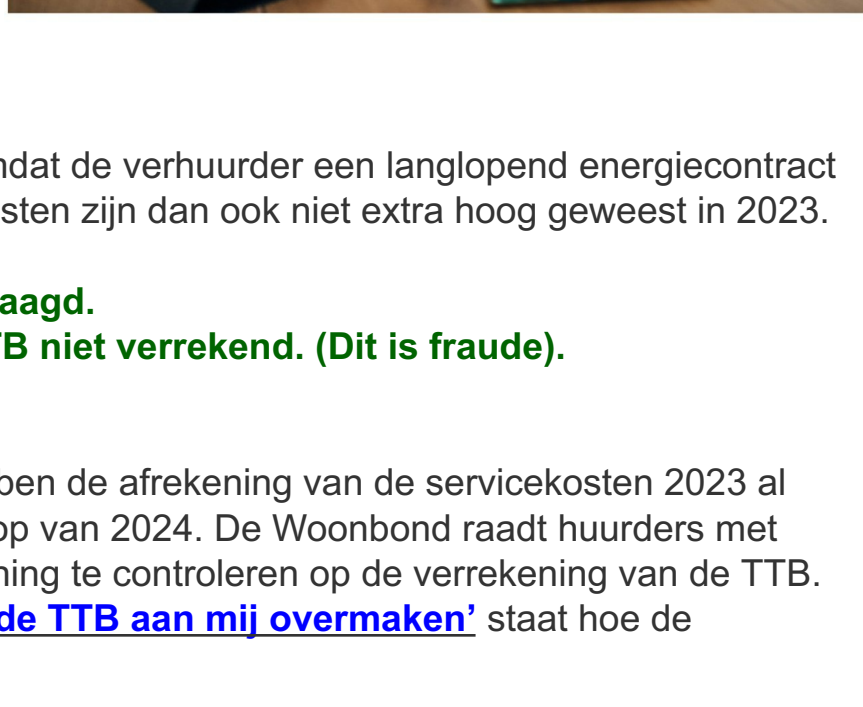 dat de verhuurder een langlopend energiecontract
sten zijn dan ook niet extra hoog geweest in 2023.
aagd.
B niet verrekend. (Dit is fraude).
ben de afrekening van de servicekosten 2023 al
op van 2024. De Woonbond raadt huurders met
ning te controleren op de verrekening van de TTB.
de TTB aan mij overmaken’ staat hoe de